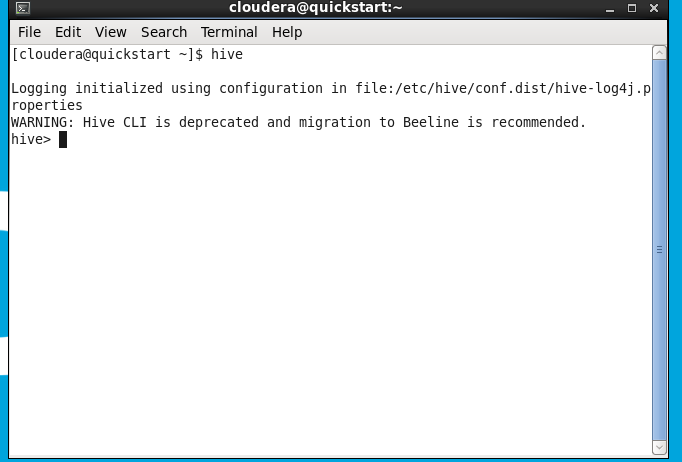 cloudera@quickstart:~
File Edit View Search Terminal Help
[cloudera@quickstart ~]$ hive
Logging initialized using configuration in file:/etc/hive/conf.dist/hive-log4j.p
roperties
WARNING: Hive CLI is deprecated and migration to Beeline is recommended.
hive>